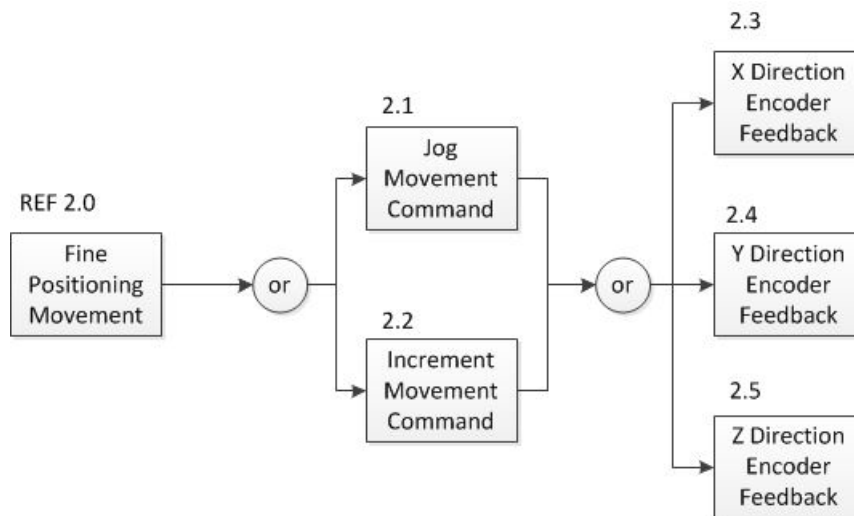 REF 2.0
Fine
Positioning
Movement
or
2.1
Jog
Movement
Command
2.2
Increment
Movement
Command
or
2.3
X Direction
Encoder
Feedback
2.4
Y Direction
Encoder
Feedback
2.5
Z Direction
Encoder
Feedback